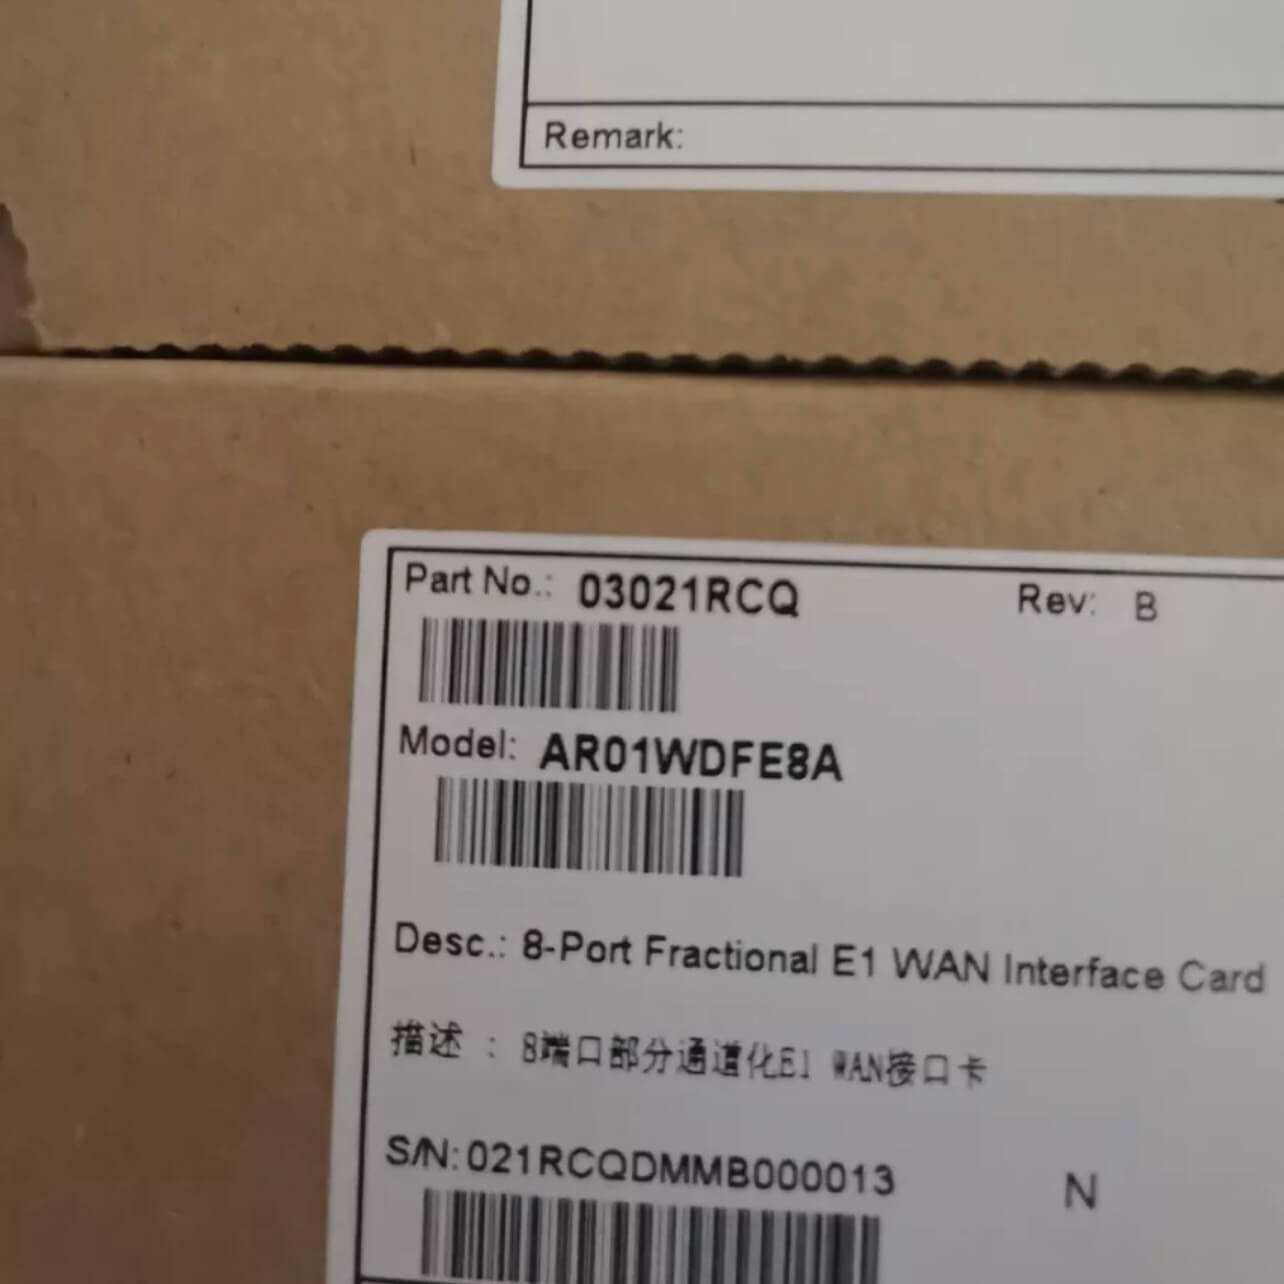 Remark:
Part No.: 03021RCQ Rev: B
Model: AR01WDFE8A
Desc.: 8-Port Fractional E1 WAN Interface Card
描述 : 8端口部分通道化E1 WAN接口卡
S/N:021RCQDMMB000013 N